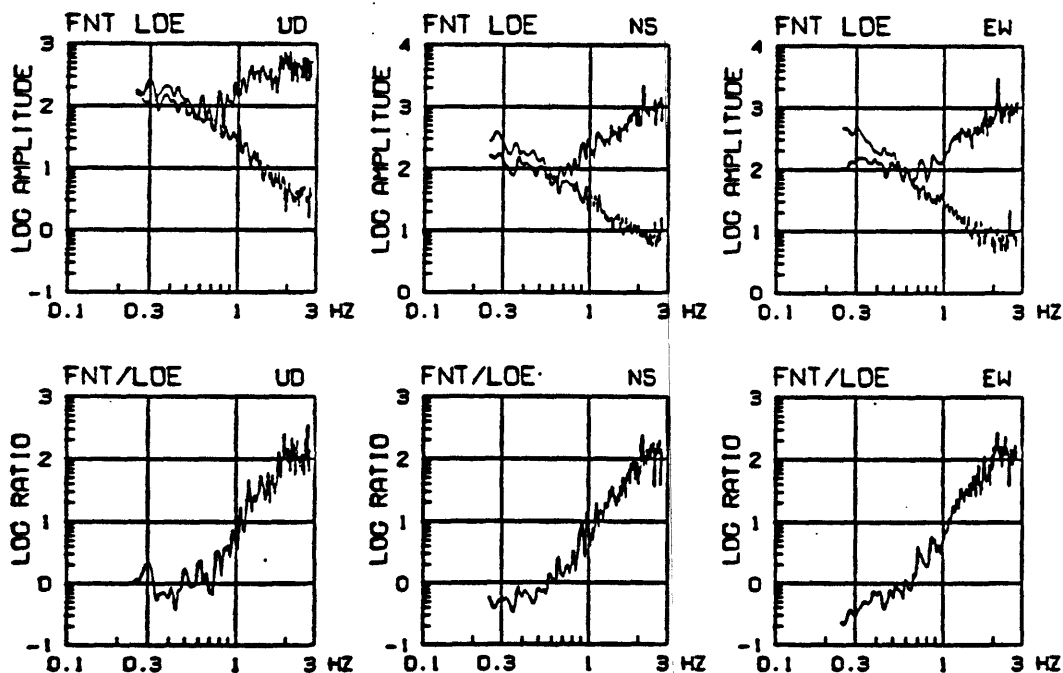 FNT LOE UD
FNT LOE NS
FNT LOE EW
LOG AMPLITUDE
3
2
1
0
-1
0.1 0.3 1 3 HZ
LOG AMPLITUDE
4
3
2
1
0
0.1 0.3 1 3 HZ
LOG AMPLITUDE
4
3
2
1
0
0.1 0.3 1 3 HZ
FNT/LOE UD
FNT/LOE NS
FNT/LOE EW
LOG RATIO
3
2
1
0
-1
0.1 0.3 1 3 HZ
LOG RATIO
3
2
1
0
-1
0.1 0.3 1 3 HZ
LOG RATIO
3
2
1
0
-1
0.1 0.3 1 3 HZ